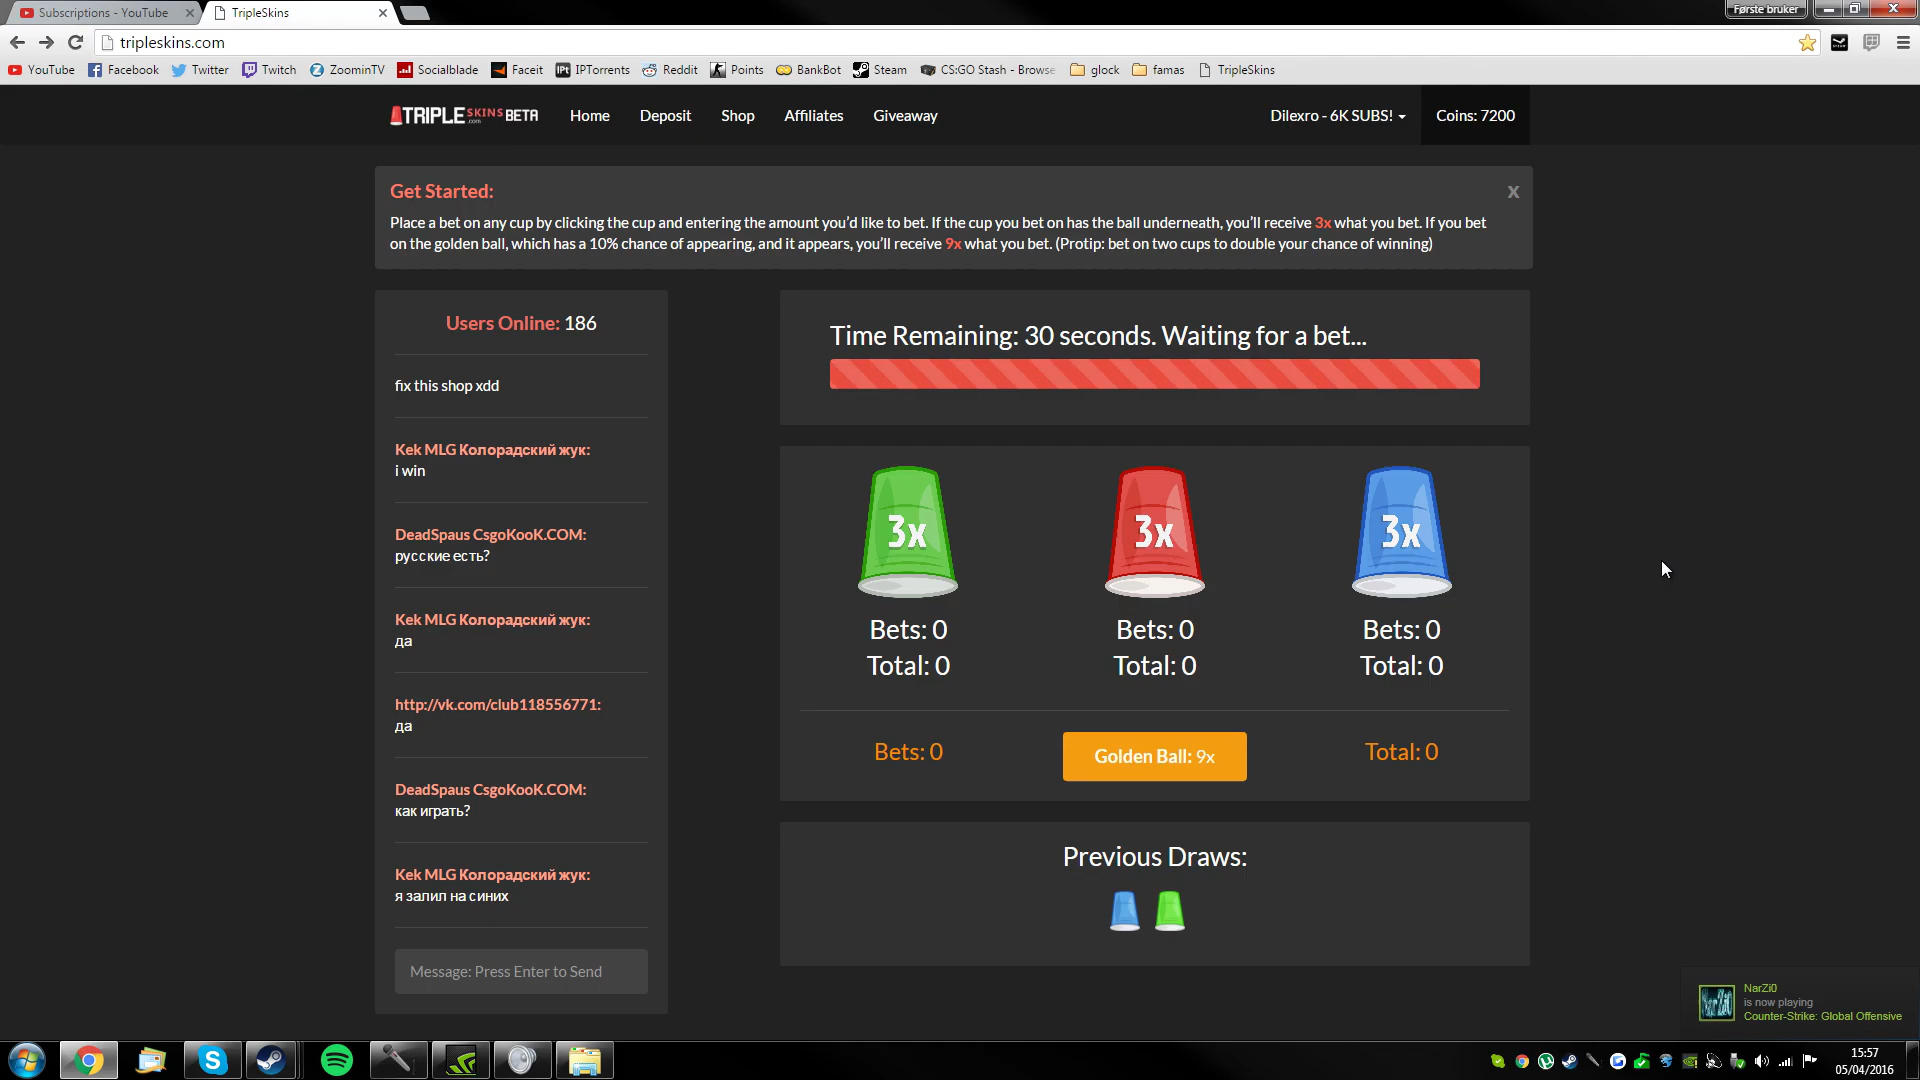 Subscriptions - YouTube
TripleSkins
Første bruker
tripleskins.com
YouTube Facebook Twitter Twitch ZoominTV Socialblade Faceit IPTorrents Reddit Points BankBot Steam CS:GO Stash - Browse glock famas TripleSkins
TRIPLE SKINS .com BETA Home Deposit Shop Affiliates Giveaway Dilexro - 6K SUBS! Coins: 7200
Get Started:
x
Place a bet on any cup by clicking the cup and entering the amount you'd like to bet. If the cup you bet on has the ball underneath, you'll receive 3x what you bet. If you bet
on the golden ball, which has a 10% chance of appearing, and it appears, you'll receive 9x what you bet. (Protip: bet on two cups to double your chance of winning)
Users Online: 186
fix this shop xdd
Kek MLG Колорадский жук:
i win
DeadSpaus CsgoKooK.COM:
русские есть?
Kek MLG Колорадский жук:
да
http://vk.com/club118556771:
да
DeadSpaus CsgoKooK.COM:
как играть?
Kek MLG Колорадский жук:
я залил на синих
Message: Press Enter to Send
Time Remaining: 30 seconds. Waiting for a bet...
3x 3x 3x
Bets: 0 Bets: 0 Bets: 0
Total: 0 Total: 0 Total: 0
Bets: 0 Golden Ball: 9x Total: 0
Previous Draws:
NarZi0
is now playing
Counter-Strike: Global Offensive
15:57
05/04/2016